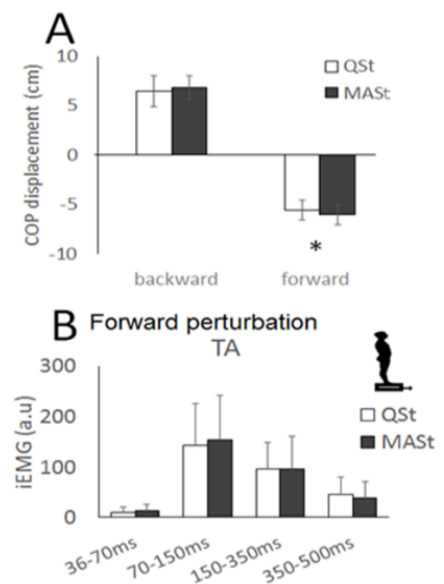 A
10
5
0
-5
-10
COP displacement (cm)
QSt
MASt
*
backward forward
B Forward perturbation
TA
300
200
100
0
iEMG (a.u)
QSt
MASt
36-70ms 70-150ms 150-350ms 350-500ms